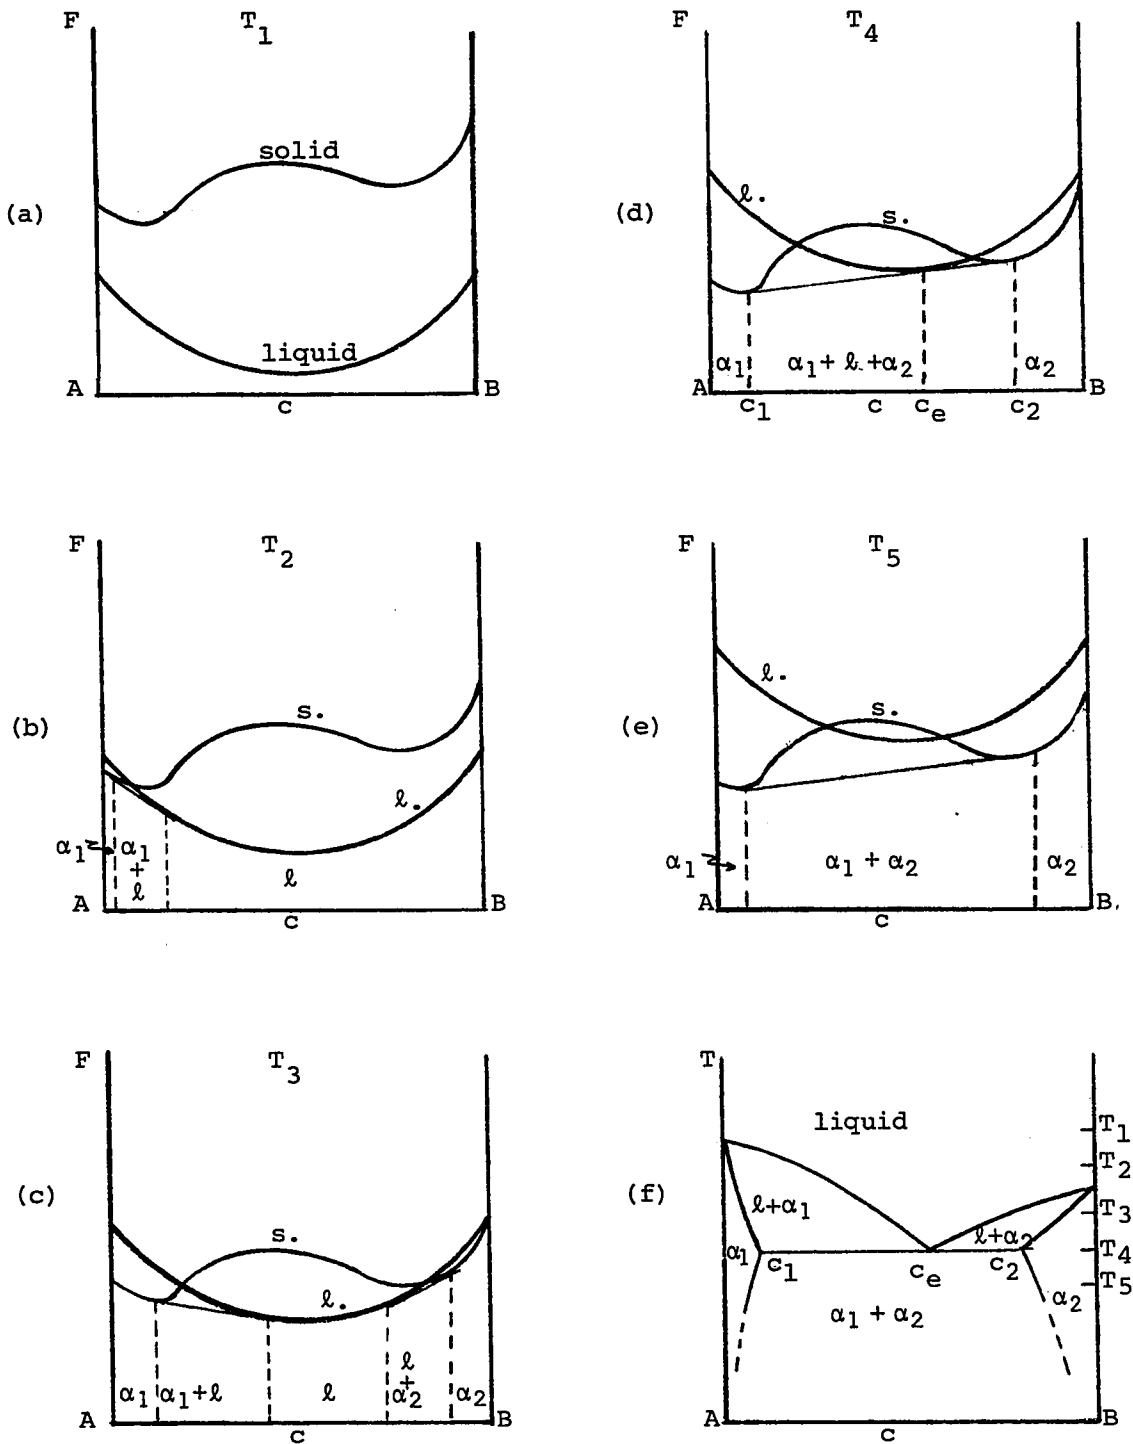 F T₁
solid
(a)
liquid
A c B
F T₄
ℓ. s.
(d)
α₁ α₁+ ℓ +α₂ α₂
A c₁ c cₑ c₂ B
F T₂
s.
(b)
ℓ.
α₁ α₁
+
ℓ ℓ
A c B
F T₅
ℓ.
s.
(e)
α₁ α₁ + α₂ α₂
A c B
F T₃
(c)
s.
ℓ.
ℓ
+
α₁ α₁+ℓ ℓ α₂ α₂
A c B
T
liquid T₁
T₂
(f)
ℓ+α₁ T₃
ℓ+α₂
α₁ c₁ cₑ c₂ T₄
T₅
α₁ + α₂ α₂
A c B